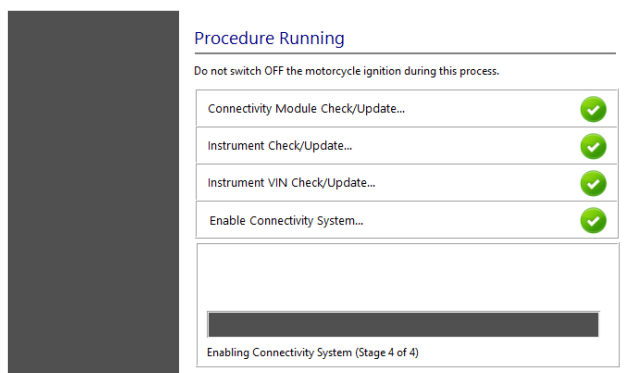 Procedure Running
Do not switch OFF the motorcycle ignition during this process.
Connectivity Module Check/Update...
Instrument Check/Update...
Instrument VIN Check/Update...
Enable Connectivity System...
Enabling Connectivity System (Stage 4 of 4)